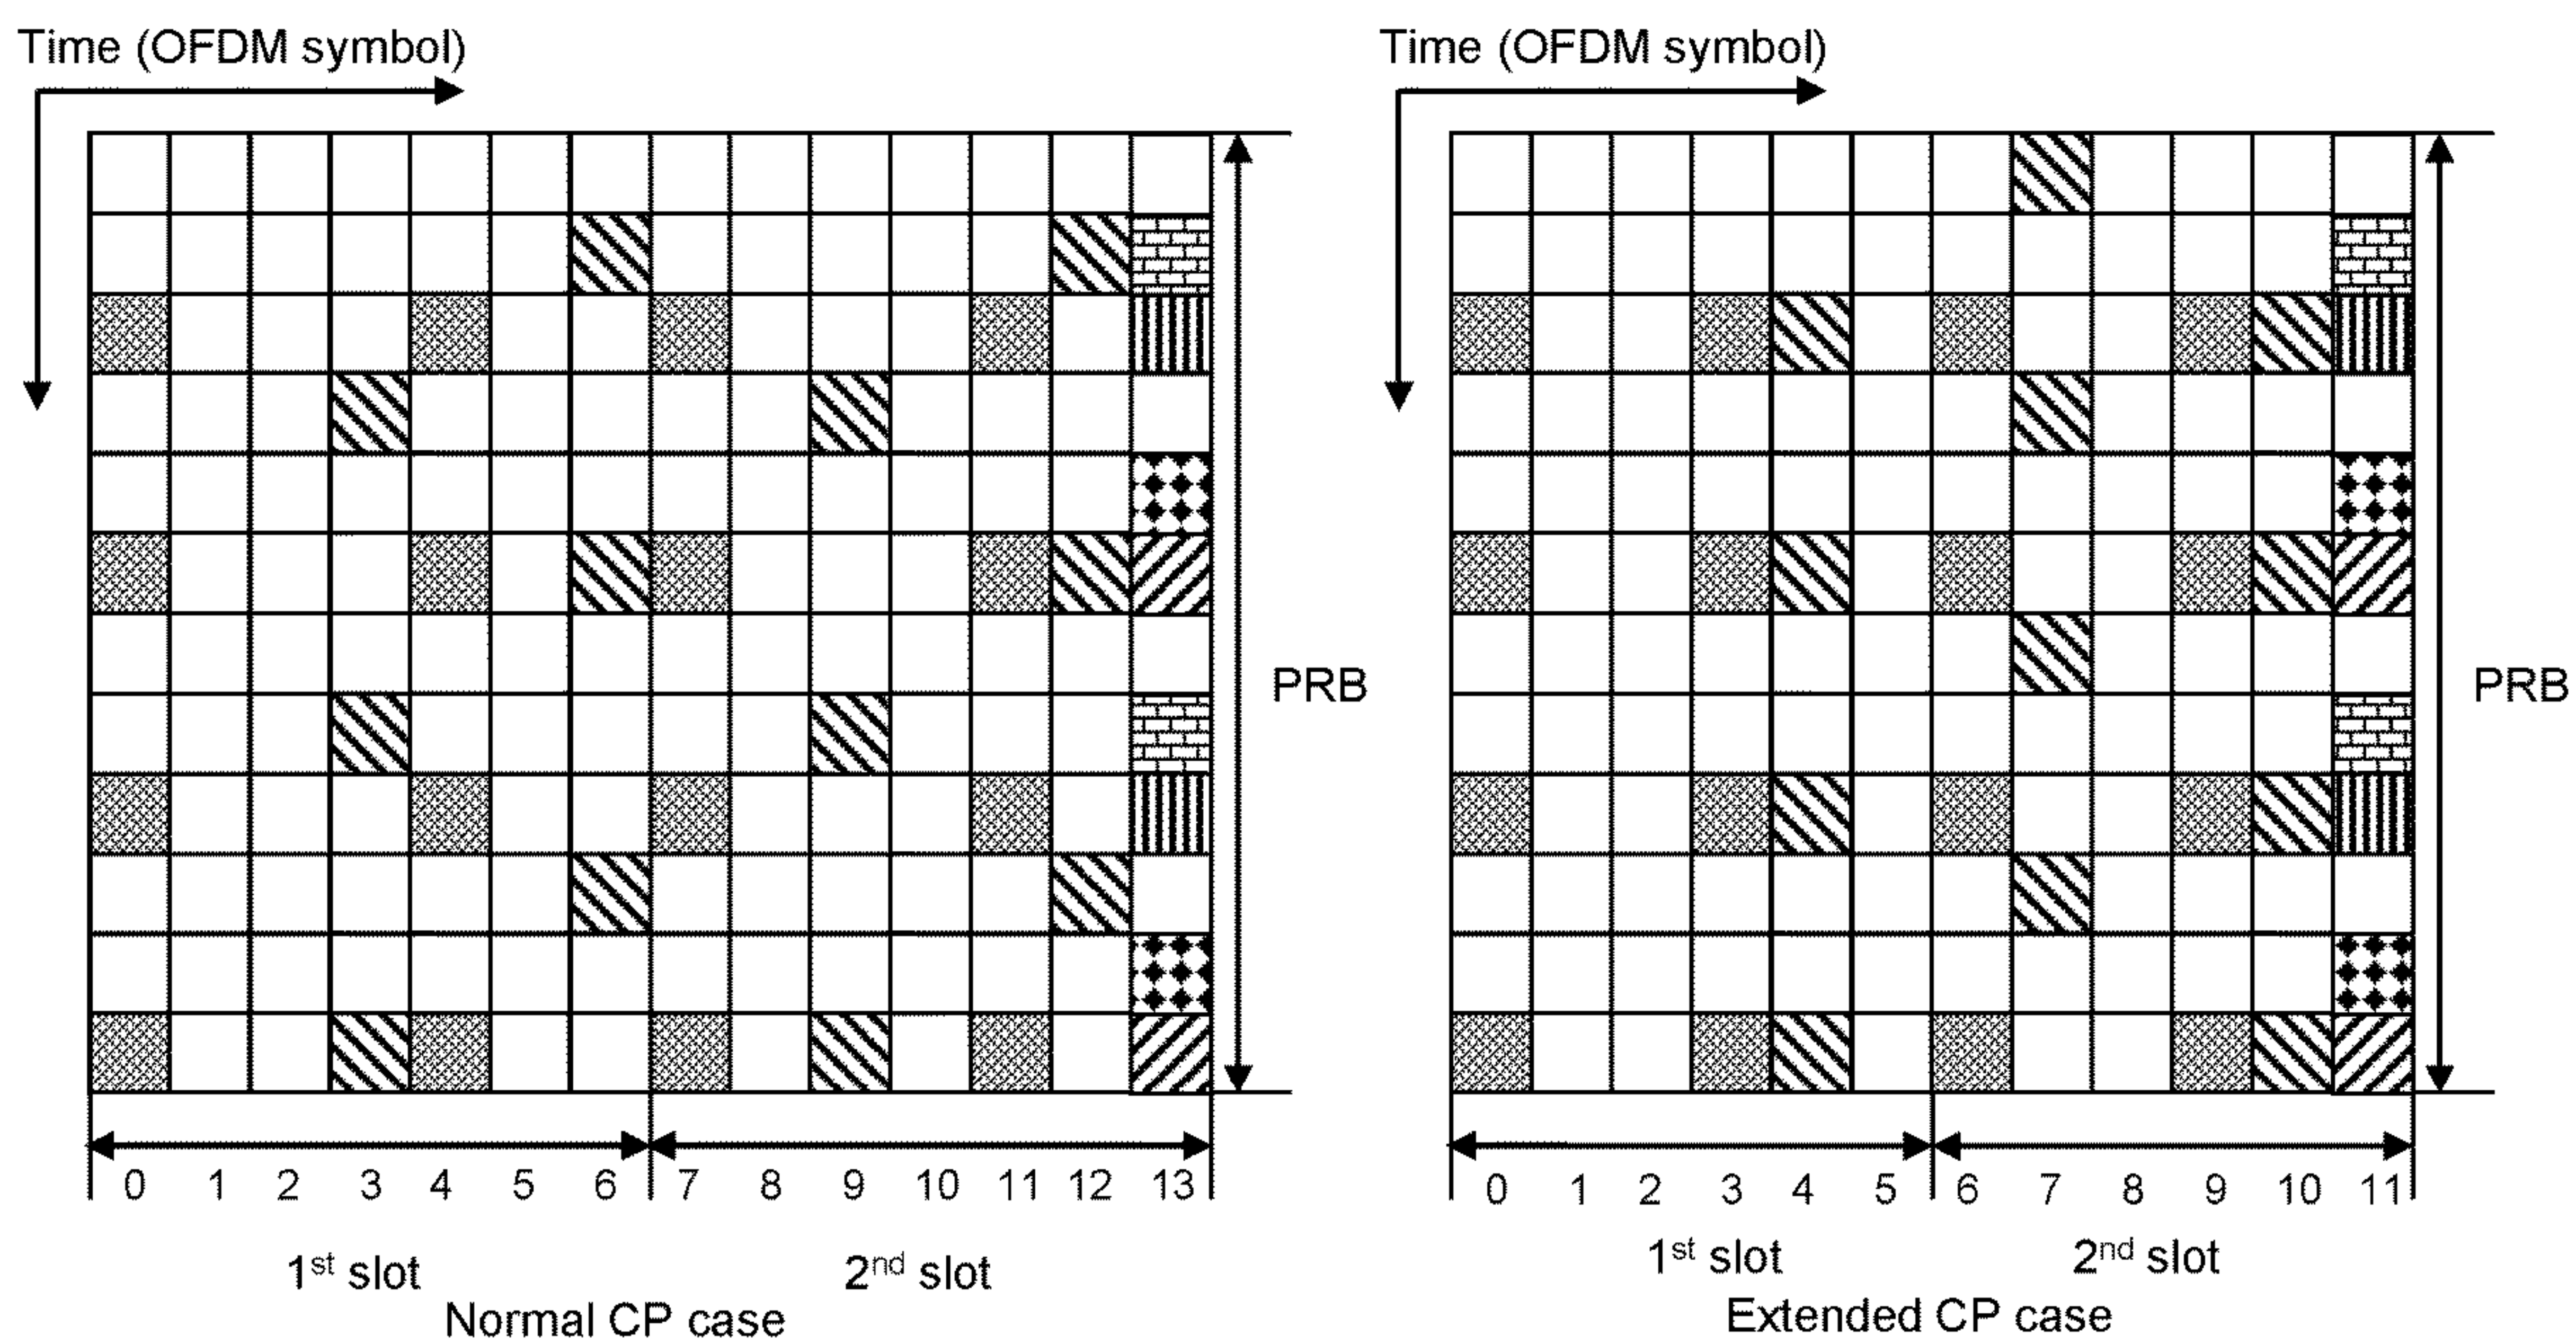 Time (OFDM symbol)
PRB
0 1 2 3 4 5 6 7 8 9 10 11 12 13
1st slot 2nd slot
Normal CP case
Time (OFDM symbol)
PRB
0 1 2 3 4 5 6 7 8 9 10 11
1st slot 2nd slot
Extended CP case